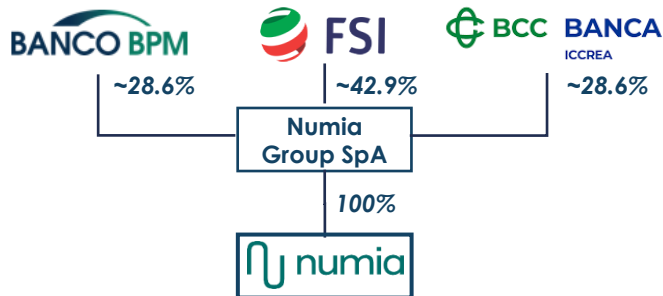 BANCO BPM
FSI
BCC BANCA
ICCREA
~28.6%
~42.9%
~28.6%
Numia
Group SpA
100%
numia